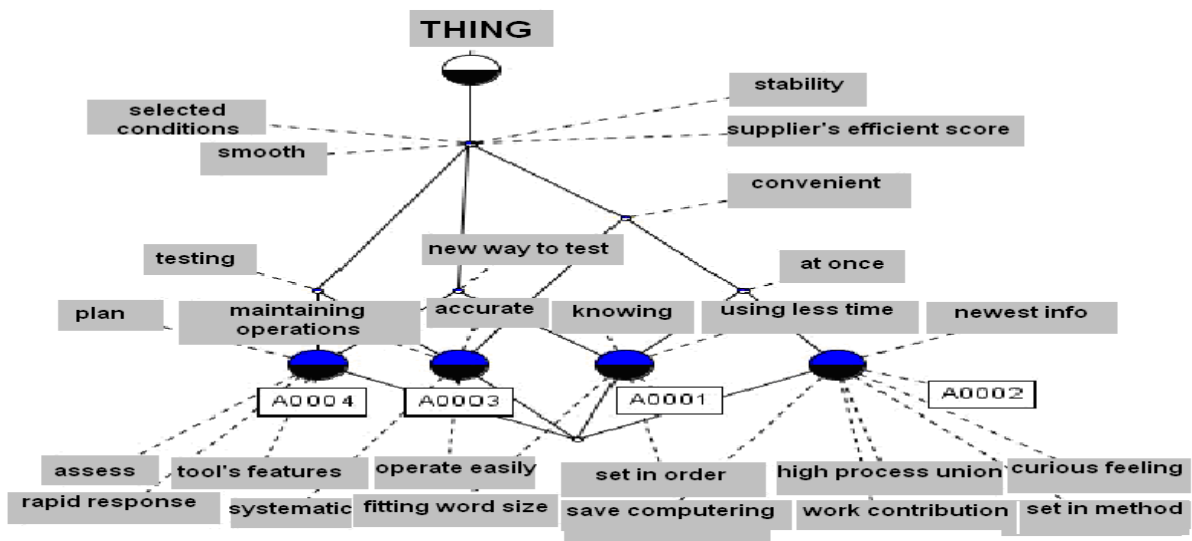 THING
stability
selected
conditions
supplier's efficient score
smooth
convenient
new way to test
testing
at once
plan
maintaining
operations
accurate
knowing
using less time
newest info
A0004
A0003
A0001
A0002
assess
tool's features
operate easily
set in order
high process union
curious feeling
rapid response
systematic
fitting word size
save computering
work contribution
set in method